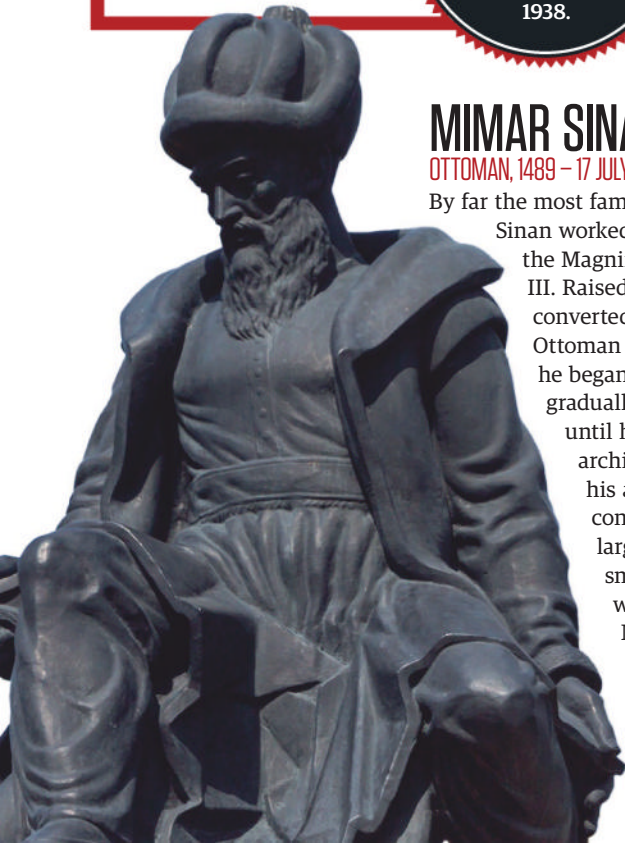 1938.
MIMAR SINA
OTTOMAN, 1489 – 17 JULY
By far the most fam
Sinan worked
the Magni
III. Raised
converted
Ottoman
he began
graduall
until h
archi
his a
con
larg
sm
w